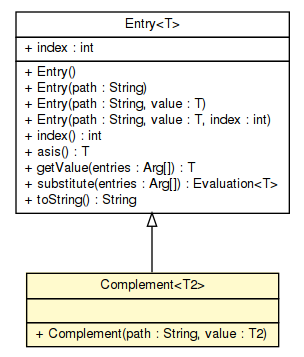 Entry<T>
+ index : int
+ Entry()
+ Entry(path : String)
+ Entry(path : String, value : T)
+ Entry(path : String, value : T, index : int)
+ index() : int
+ asis() : T
+ getValue(entries : Arg[]) : T
+ substitute(entries : Arg[]) : Evaluation<T>
+ toString() : String
Complement<T2>
+ Complement(path : String, value : T2)